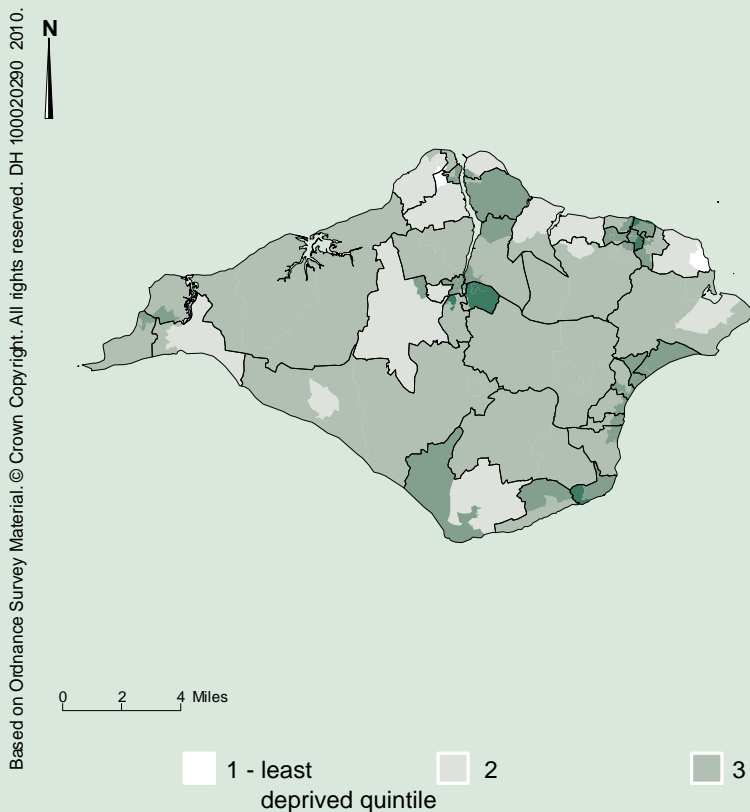 Based on Ordnance Survey Material. © Crown Copyright. All rights reserved. DH 100020290 2010.
N
0 2 4 Miles
1 - least
deprived quintile
2
3